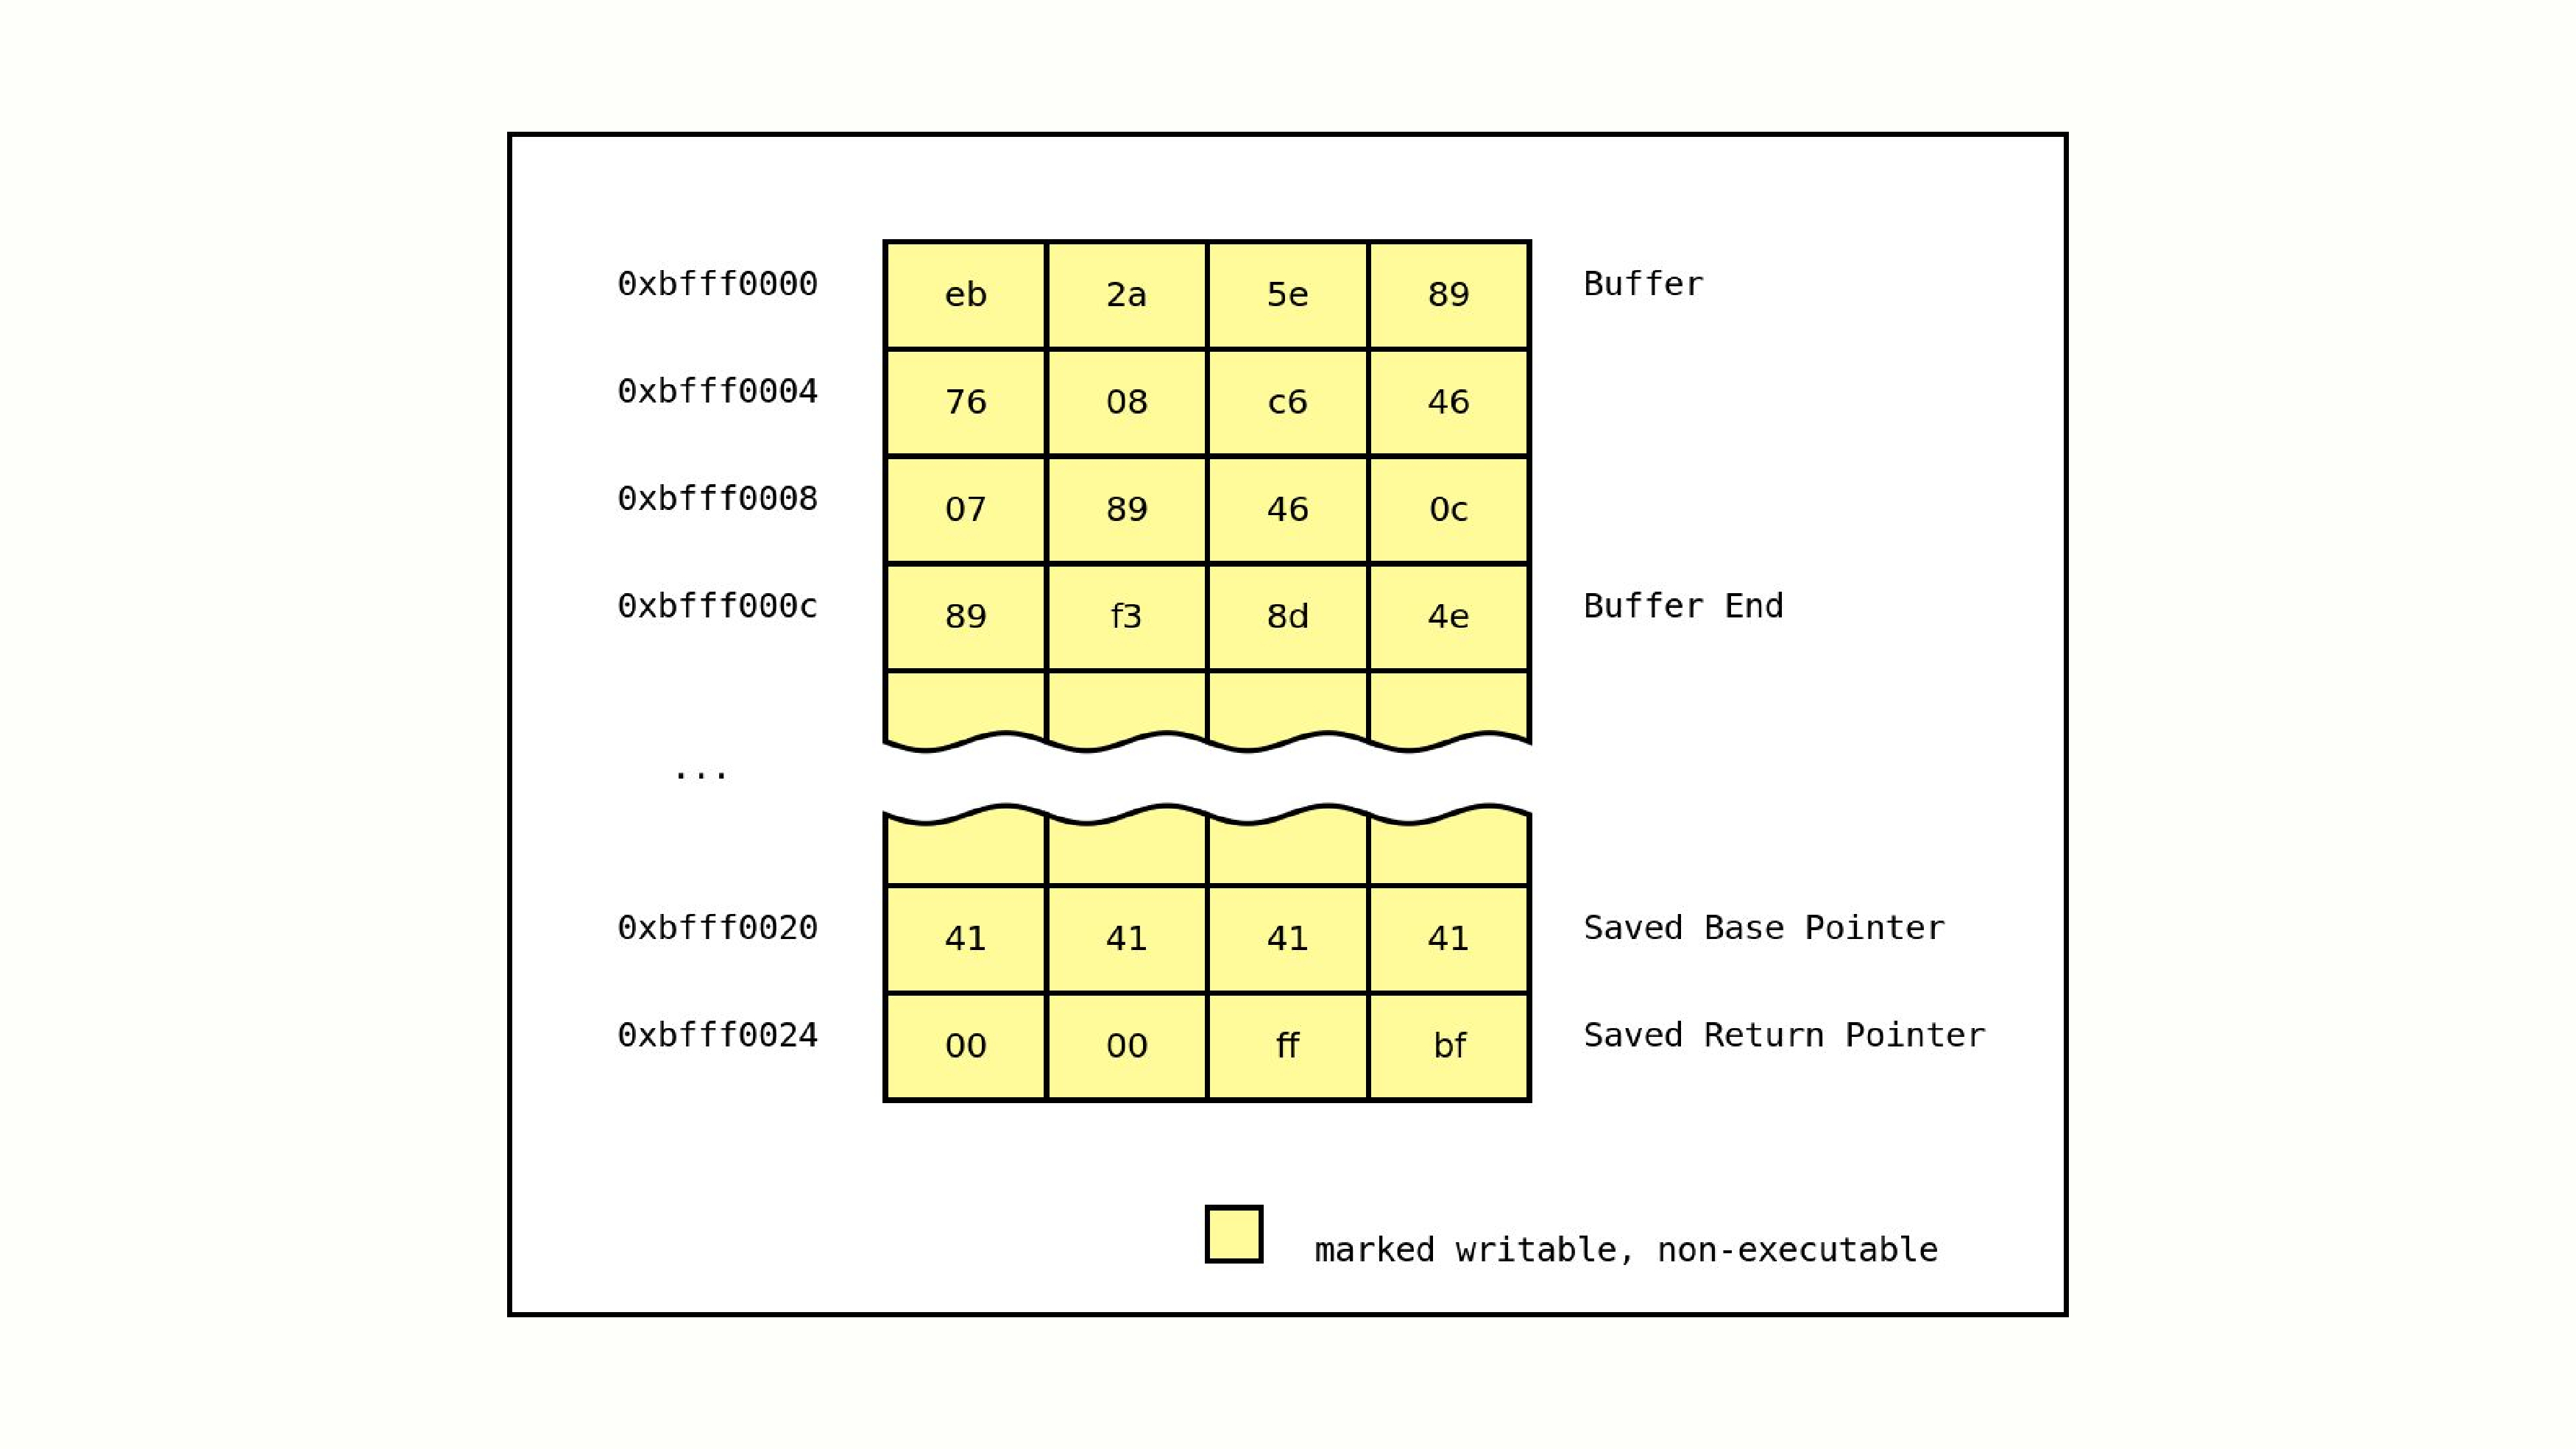 0xbfff0000 eb 2a 5e 89 Buffer
0xbfff0004 76 08 c6 46
0xbfff0008 07 89 46 0c
0xbfff000c 89 f3 8d 4e Buffer End
...
0xbfff0020 41 41 41 41 Saved Base Pointer
0xbfff0024 00 00 ff bf Saved Return Pointer
marked writable, non-executable